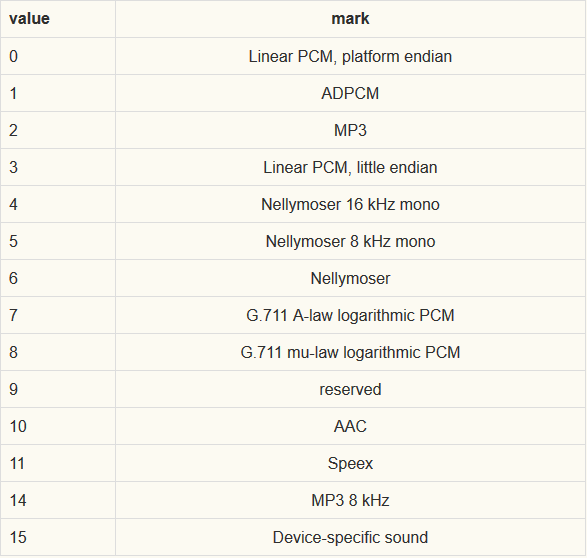 value mark
0 Linear PCM, platform endian
1 ADPCM
2 MP3
3 Linear PCM, little endian
4 Nellymoser 16 kHz mono
5 Nellymoser 8 kHz mono
6 Nellymoser
7 G.711 A-law logarithmic PCM
8 G.711 mu-law logarithmic PCM
9 reserved
10 AAC
11 Speex
14 MP3 8 kHz
15 Device-specific sound